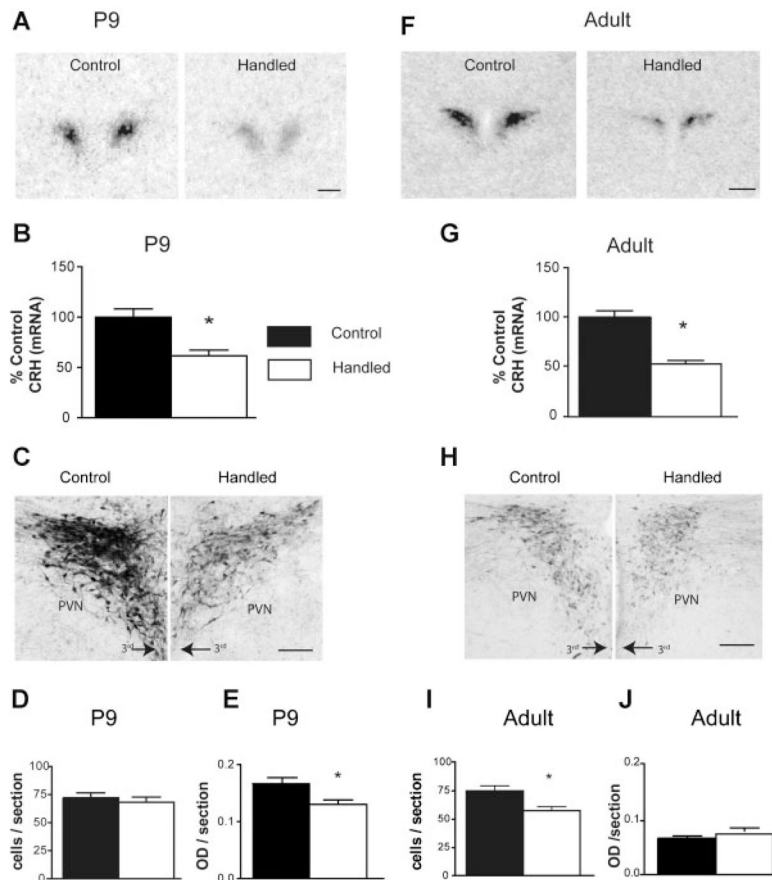 A P9
Control Handled
B P9
150
100
50
0
% Control
CRH (mRNA)
*
Control
Handled
C
Control Handled
PVN PVN
3rd 3rd
D P9
100
75
50
25
0
cells / section
E P9
0.2
0.1
0.0
OD / section
*
F Adult
Control Handled
G Adult
150
100
50
0
% Control
CRH (mRNA)
*
H
Control Handled
PVN PVN
3rd 3rd
I Adult
100
75
50
25
0
cells / section
*
J Adult
0.2
0.1
0.0
OD /section